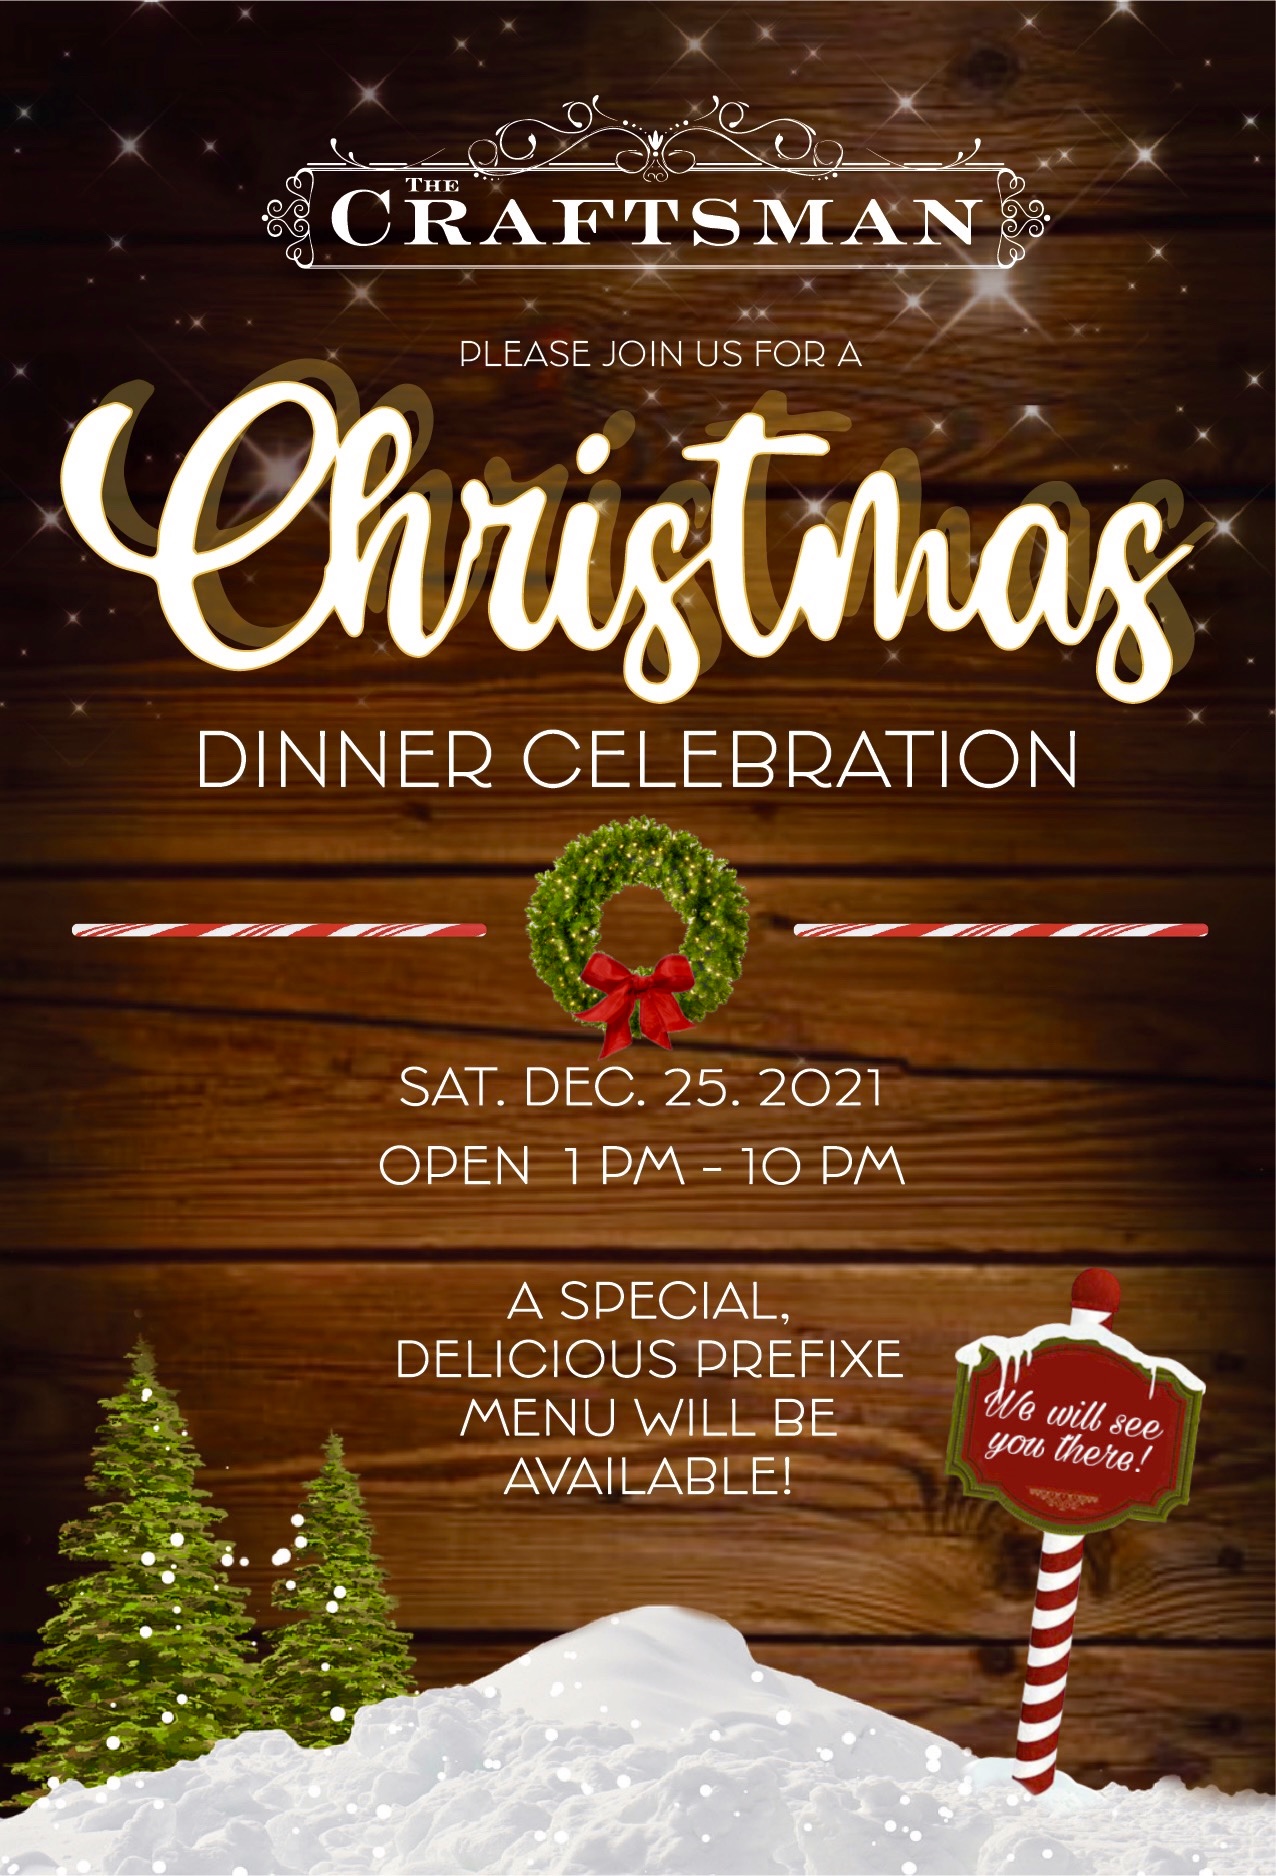 THE
CRAFTSMAN
PLEASE JOIN US FOR A
Christmas
DINNER CELEBRATION
SAT. DEC. 25. 2021
OPEN 1 PM - 10 PM
A SPECIAL,
DELICIOUS PREFIXE
MENU WILL BE
AVAILABLE!
We will see
you there!